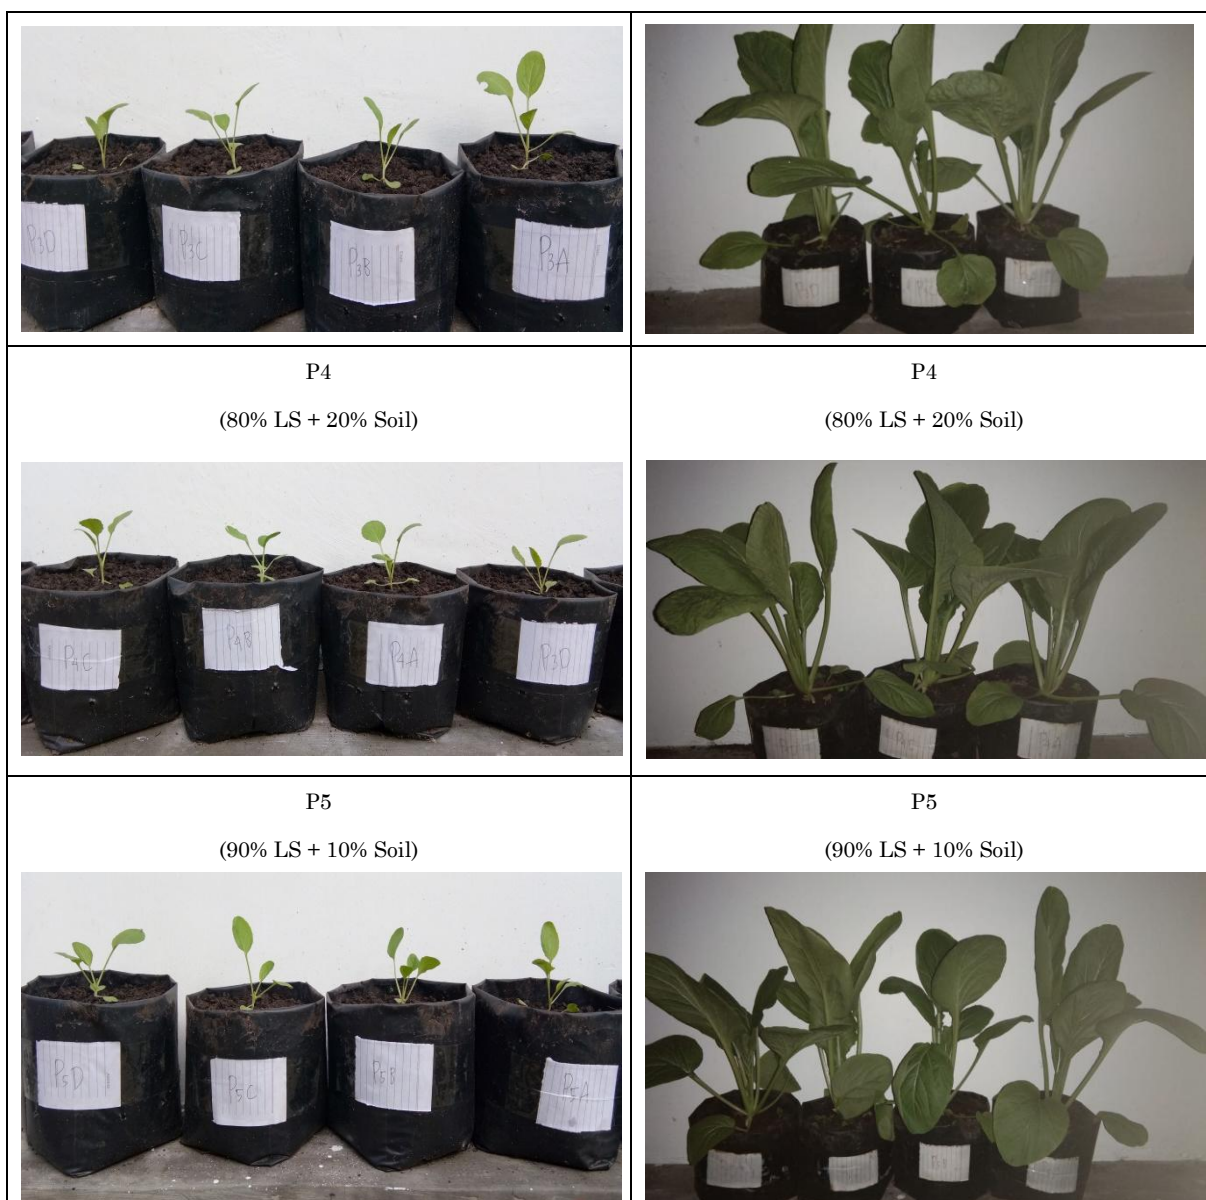 P3D P3C P3B P3A
P4 P4
(80% LS + 20% Soil) (80% LS + 20% Soil)
P4C P4B P4A P3D
P5 P5
(90% LS + 10% Soil) (90% LS + 10% Soil)
P5D P5C P5B P5A